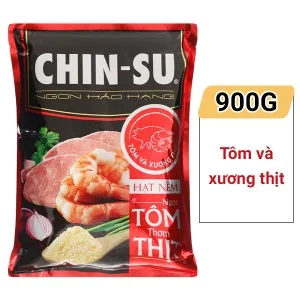 CHIN-SU
NGON HẢO HẠNG
TÔM VÀ XƯƠNG
HẠT NÊM
Ngọt
TÔM
Thơm
THỊT
900G
Tôm và
xương thịt